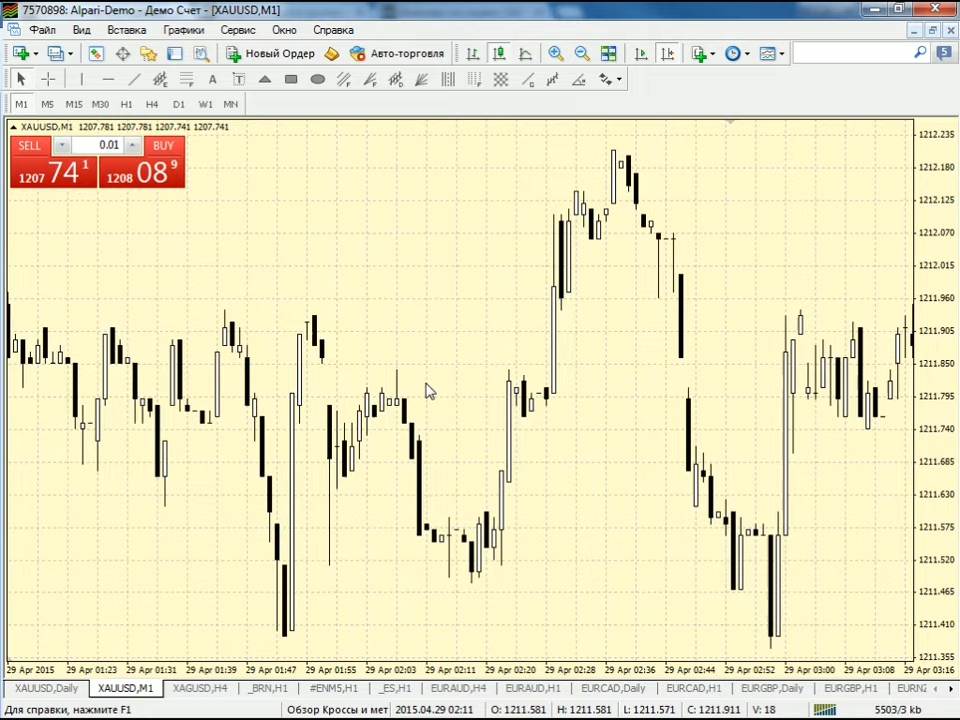 7570898: Alpari-Demo - Демо Счет - [XAUUSD,M1]
Файл Вид Вставка Графики Сервис Окно Справка
Новый Ордер Авто-торговля 5
A T
M1 M5 M15 M30 H1 H4 D1 W1 MN
XAUUSD,M1 1207.781 1207.781 1207.741 1207.741
SELL 0.01 BUY
1207 74 1 1208 08 9
1212.235
1212.180
1212.125
1212.070
1212.015
1211.960
1211.905
1211.850
1211.795
1211.740
1211.685
1211.630
1211.575
1211.520
1211.465
1211.410
1211.355
29 Apr 2015 29 Apr 01:23 29 Apr 01:31 29 Apr 01:39 29 Apr 01:47 29 Apr 01:55 29 Apr 02:03 29 Apr 02:11 29 Apr 02:20 29 Apr 02:28 29 Apr 02:36 29 Apr 02:44 29 Apr 02:52 29 Apr 03:00 29 Apr 03:08 29 Apr 03:16
XAUUSD,Daily XAUUSD,M1 XAGUSD,H4 _BRN,H1 #ENM5,H1 _ES,H1 EURAUD,H4 EURAUD,H1 EURCAD,Daily EURCAD,H1 EURGBP,Daily EURGBP,H1 EURNZ
Для справки, нажмите F1 Обзор Кроссы и мет 2015.04.29 02:11 O: 1211.581 H: 1211.581 L: 1211.571 C: 1211.911 V: 18 5503/3 kb